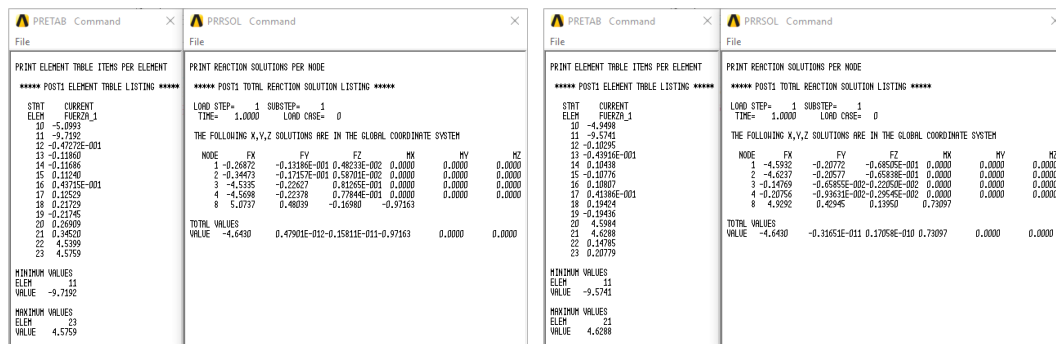 PRETAB Command
File
PRINT ELEMENT TABLE ITEMS PER ELEMENT
***** POST1 ELEMENT TABLE LISTING *****
STAT CURRENT
ELEM FUERZA_1
10 -5.0993
11 -9.7192
12 -0.47272E-001
13 -0.11860
14 -0.11686
15 0.11240
16 0.43715E-001
17 0.12529
18 0.21729
19 -0.21745
20 0.26909
21 0.34520
22 4.5399
23 4.5759
MINIMUM VALUES
ELEM 11
VALUE -9.7192
MAXIMUM VALUES
ELEM 23
VALUE 4.5759
PRRSOL Command
File
PRINT REACTION SOLUTIONS PER NODE
***** POST1 TOTAL REACTION SOLUTION LISTING *****
LOAD STEP= 1 SUBSTEP= 1
TIME= 1.0000 LOAD CASE= 0
THE FOLLOWING X,Y,Z SOLUTIONS ARE IN THE GLOBAL COORDINATE SYSTEM
NODE FX FY FZ MX MY MZ
1 -0.26872 -0.13186E-001 0.48233E-002 0.0000 0.0000 0.0000
2 -0.34473 -0.17157E-001 0.58701E-002 0.0000 0.0000 0.0000
3 -4.5335 -0.22627 0.81265E-001 0.0000 0.0000 0.0000
4 -4.5698 -0.22378 0.77844E-001 0.0000 0.0000 0.0000
8 5.0737 0.48039 -0.16980 -0.97163
TOTAL VALUES
VALUE -4.6430 0.47901E-012-0.15811E-011-0.97163 0.0000 0.0000
PRETAB Command
File
PRINT ELEMENT TABLE ITEMS PER ELEMENT
***** POST1 ELEMENT TABLE LISTING *****
STAT CURRENT
ELEM FUERZA_1
10 -4.9498
11 -9.5741
12 -0.10295
13 -0.43916E-001
14 0.10438
15 -0.10776
16 0.10807
17 0.41386E-001
18 0.19424
19 -0.19436
20 4.5984
21 4.6288
22 0.14785
23 0.20779
MINIMUM VALUES
ELEM 11
VALUE -9.5741
MAXIMUM VALUES
ELEM 21
VALUE 4.6288
PRRSOL Command
File
PRINT REACTION SOLUTIONS PER NODE
***** POST1 TOTAL REACTION SOLUTION LISTING *****
LOAD STEP= 1 SUBSTEP= 1
TIME= 1.0000 LOAD CASE= 0
THE FOLLOWING X,Y,Z SOLUTIONS ARE IN THE GLOBAL COORDINATE SYSTEM
NODE FX FY FZ MX MY MZ
1 -4.5932 -0.20772 -0.68505E-001 0.0000 0.0000 0.0000
2 -4.6237 -0.20577 -0.65838E-001 0.0000 0.0000 0.0000
3 -0.14769 -0.65855E-002-0.22050E-002 0.0000 0.0000 0.0000
4 -0.20756 -0.93631E-002-0.29545E-002 0.0000 0.0000 0.0000
8 4.9292 0.42945 0.13950 0.73097
TOTAL VALUES
VALUE -4.6430 -0.31651E-011 0.17058E-010 0.73097 0.0000 0.0000